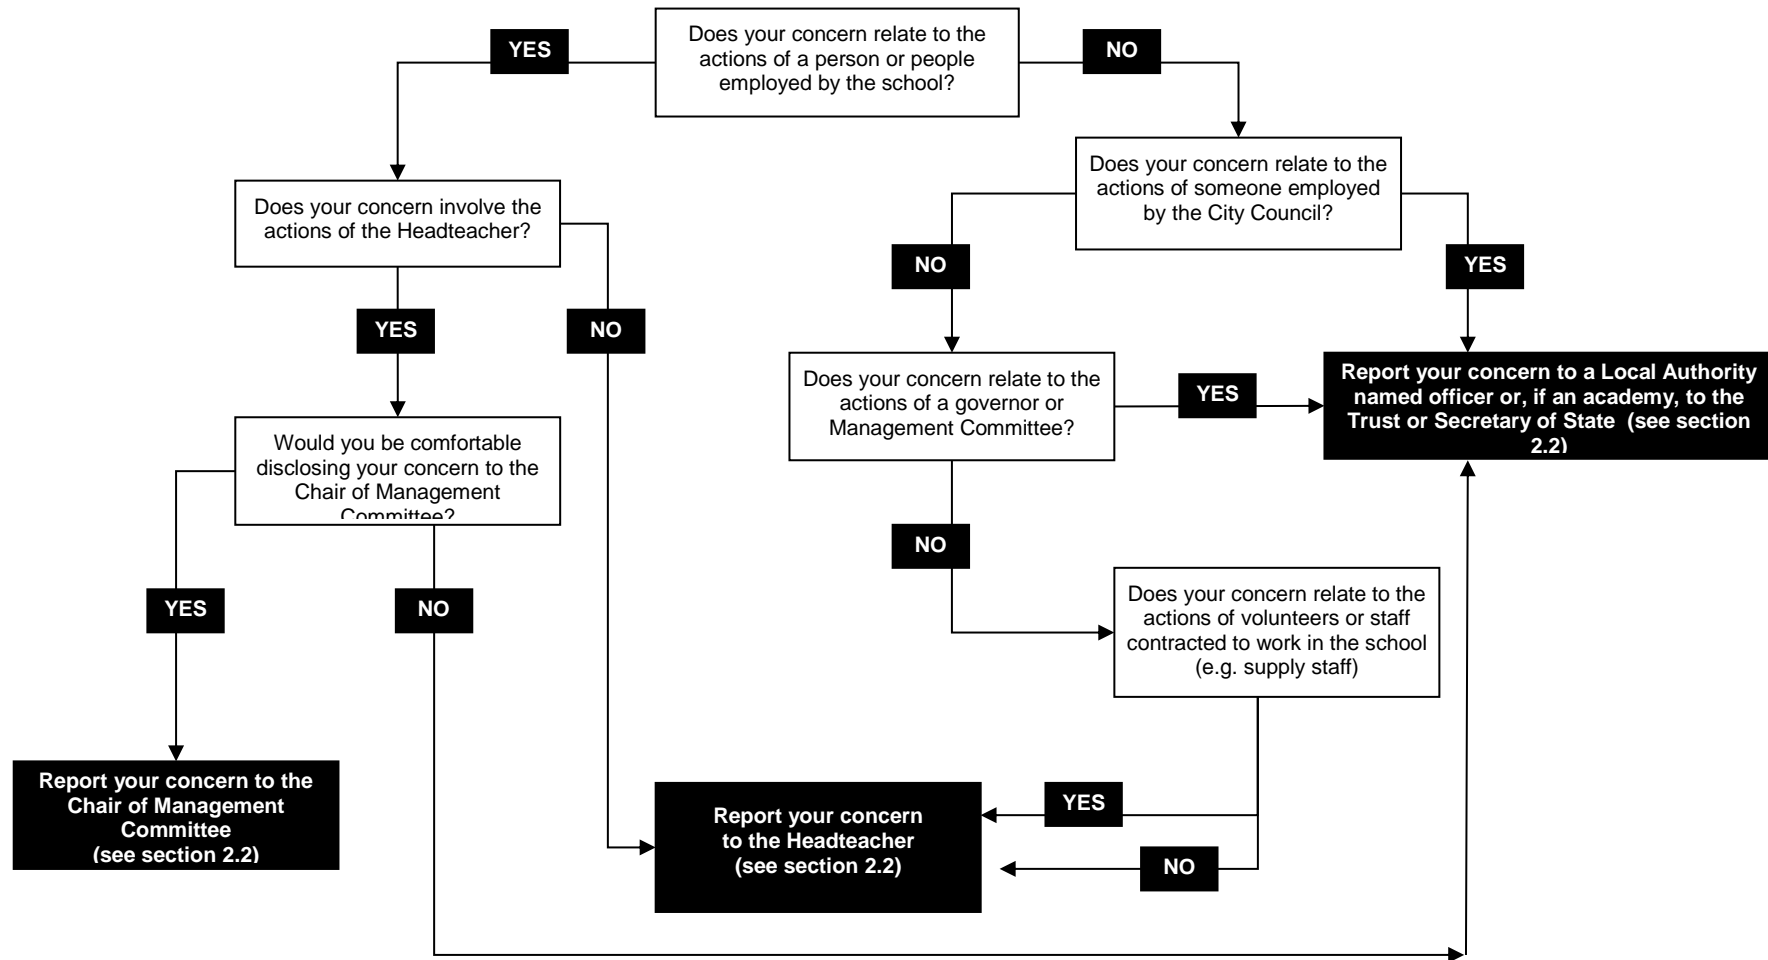 Does your concern relate to the
actions of a person or people
employed by the school?
YES
NO
Does your concern relate to the
actions of someone employed
by the City Council?
Does your concern involve the
actions of the Headteacher?
NO
YES
YES
NO
Does your concern relate to the
actions of a governor or
Management Committee?
YES
Report your concern to a Local Authority
named officer or, if an academy, to the
Trust or Secretary of State (see section
2.2)
Would you be comfortable
disclosing your concern to the
Chair of Management
Committee?
NO
YES
NO
Does your concern relate to the
actions of volunteers or staff
contracted to work in the school
(e.g. supply staff)
Report your concern to the
Chair of Management
Committee
(see section 2.2)
Report your concern
to the Headteacher
(see section 2.2)
YES
NO